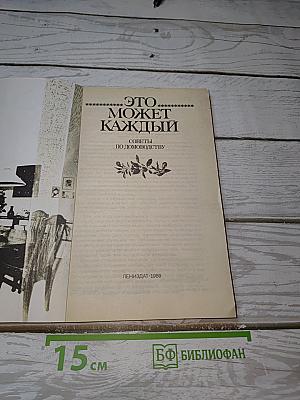 ЭТО
МОЖЕТ
КАЖДЫЙ
СОВЕТЫ
ПО ДОМОВОДСТВУ
ЛЕНИЗДАТ·1989
15 см
БФ БИБЛИОФАН